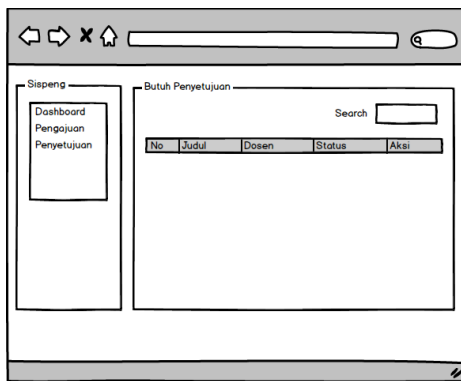 Sispeng
Dashboard
Pengajuan
Penyetujuan
Butuh Penyetujuan
Search
No Judul Dosen Status Aksi